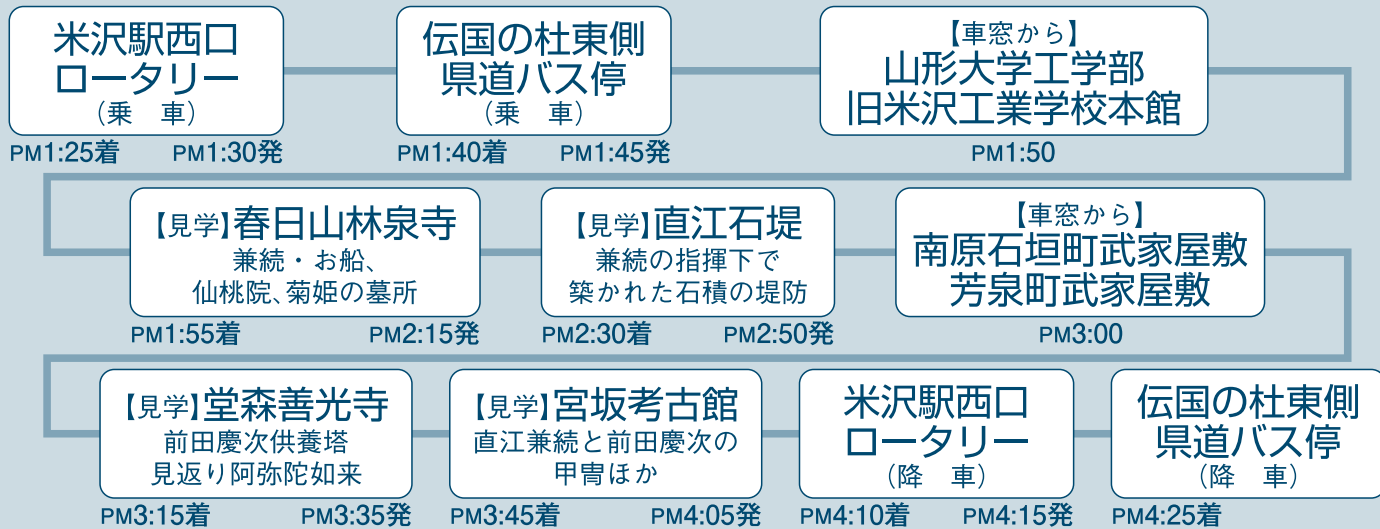 米沢駅西口
ロータリー
（乗　車）
PM1:25着　PM1:30発
伝国の杜東側
県道バス停
（乗　車）
PM1:40着　PM1:45発
【車窓から】
山形大学工学部
旧米沢工業学校本館
PM1:50
【見学】春日山林泉寺
兼続・お船、
仙桃院、菊姫の墓所
PM1:55着　PM2:15発
【見学】直江石堤
兼続の指揮下で
築かれた石積の堤防
PM2:30着　PM2:50発
【車窓から】
南原石垣町武家屋敷
芳泉町武家屋敷
PM3:00
【見学】堂森善光寺
前田慶次供養塔
見返り阿弥陀如来
PM3:15着　PM3:35発
【見学】宮坂考古館
直江兼続と前田慶次の
甲冑ほか
PM3:45着　PM4:05発
米沢駅西口
ロータリー
（降　車）
PM4:10着　PM4:15発
伝国の杜東側
県道バス停
（降　車）
PM4:25着